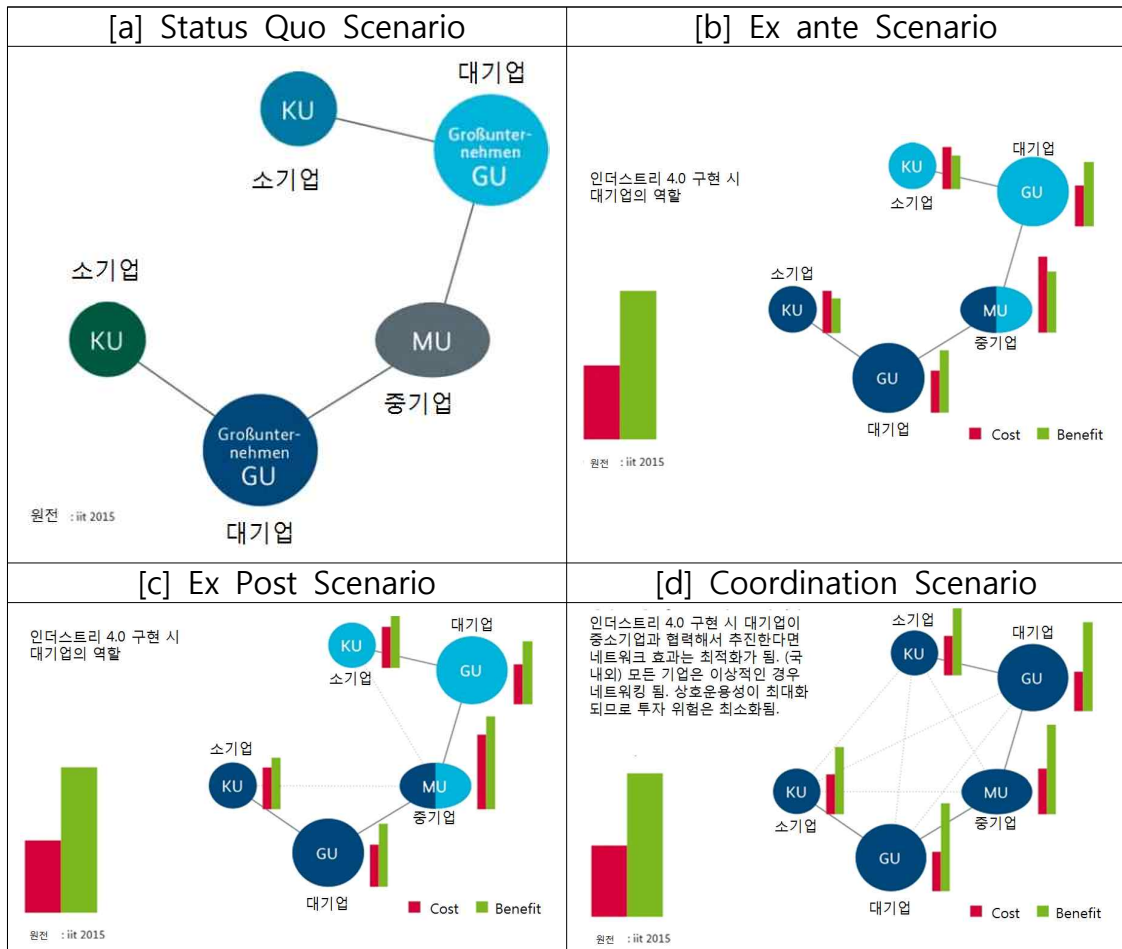 [a] Status Quo Scenario
대기업
KU
Großunter-
nehmen
GU
소기업
소기업
KU
MU
중기업
Großunter-
nehmen
GU
대기업
원전 : iit 2015
[b] Ex ante Scenario
인더스트리 4.0 구현 시
대기업의 역할
대기업
KU
GU
소기업
소기업
KU
MU
중기업
GU
대기업
Cost Benefit
원전 : iit 2015
[c] Ex Post Scenario
인더스트리 4.0 구현 시
대기업의 역할
대기업
KU
GU
소기업
소기업
KU
MU
중기업
GU
대기업
Cost Benefit
원전 : iit 2015
[d] Coordination Scenario
인더스트리 4.0 구현 시 대기업이
중소기업과 협력해서 추진한다면
네트워크 효과는 최적화가 됨. (국
내외) 모든 기업은 이상적인 경우
네트워킹 됨. 상호운용성이 최대화
되므로 투자 위험은 최소화됨.
소기업
대기업
KU
GU
KU
MU
소기업
중기업
GU
대기업
Cost Benefit
원전 : iit 2015